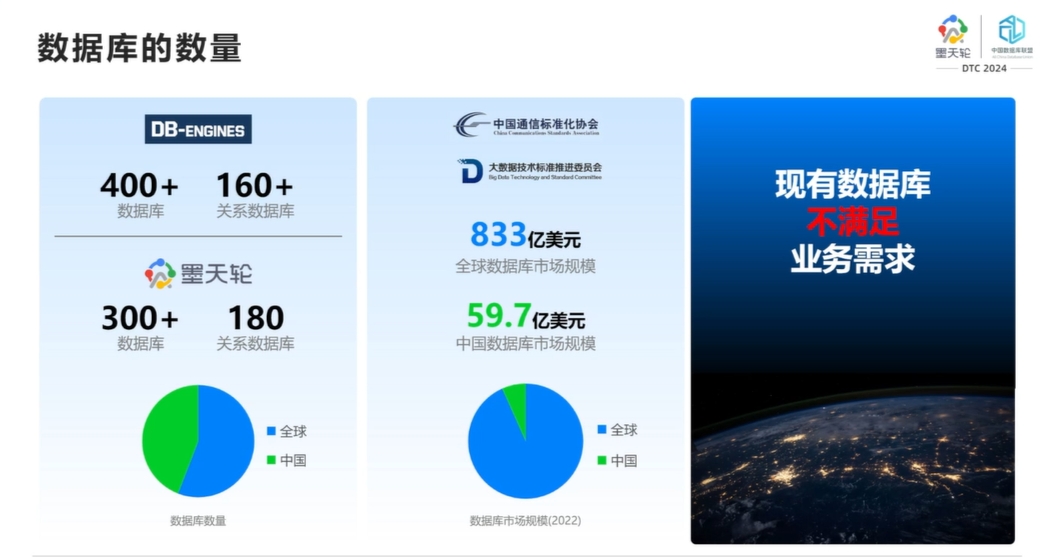 数据库的数量
墨天轮
中国数据库联盟
DTC 2024
DB-ENGINES
400+ 160+
数据库 关系数据库
墨天轮
300+ 180
数据库 关系数据库
全球
中国
数据库数量
中国通信标准化协会
China Communications Standards Association
大数据技术标准推进委员会
Big Data Technology and Standard Committee
833亿美元
全球数据库市场规模
59.7亿美元
中国数据库市场规模
全球
中国
数据库市场规模(2022)
现有数据库
不满足
业务需求